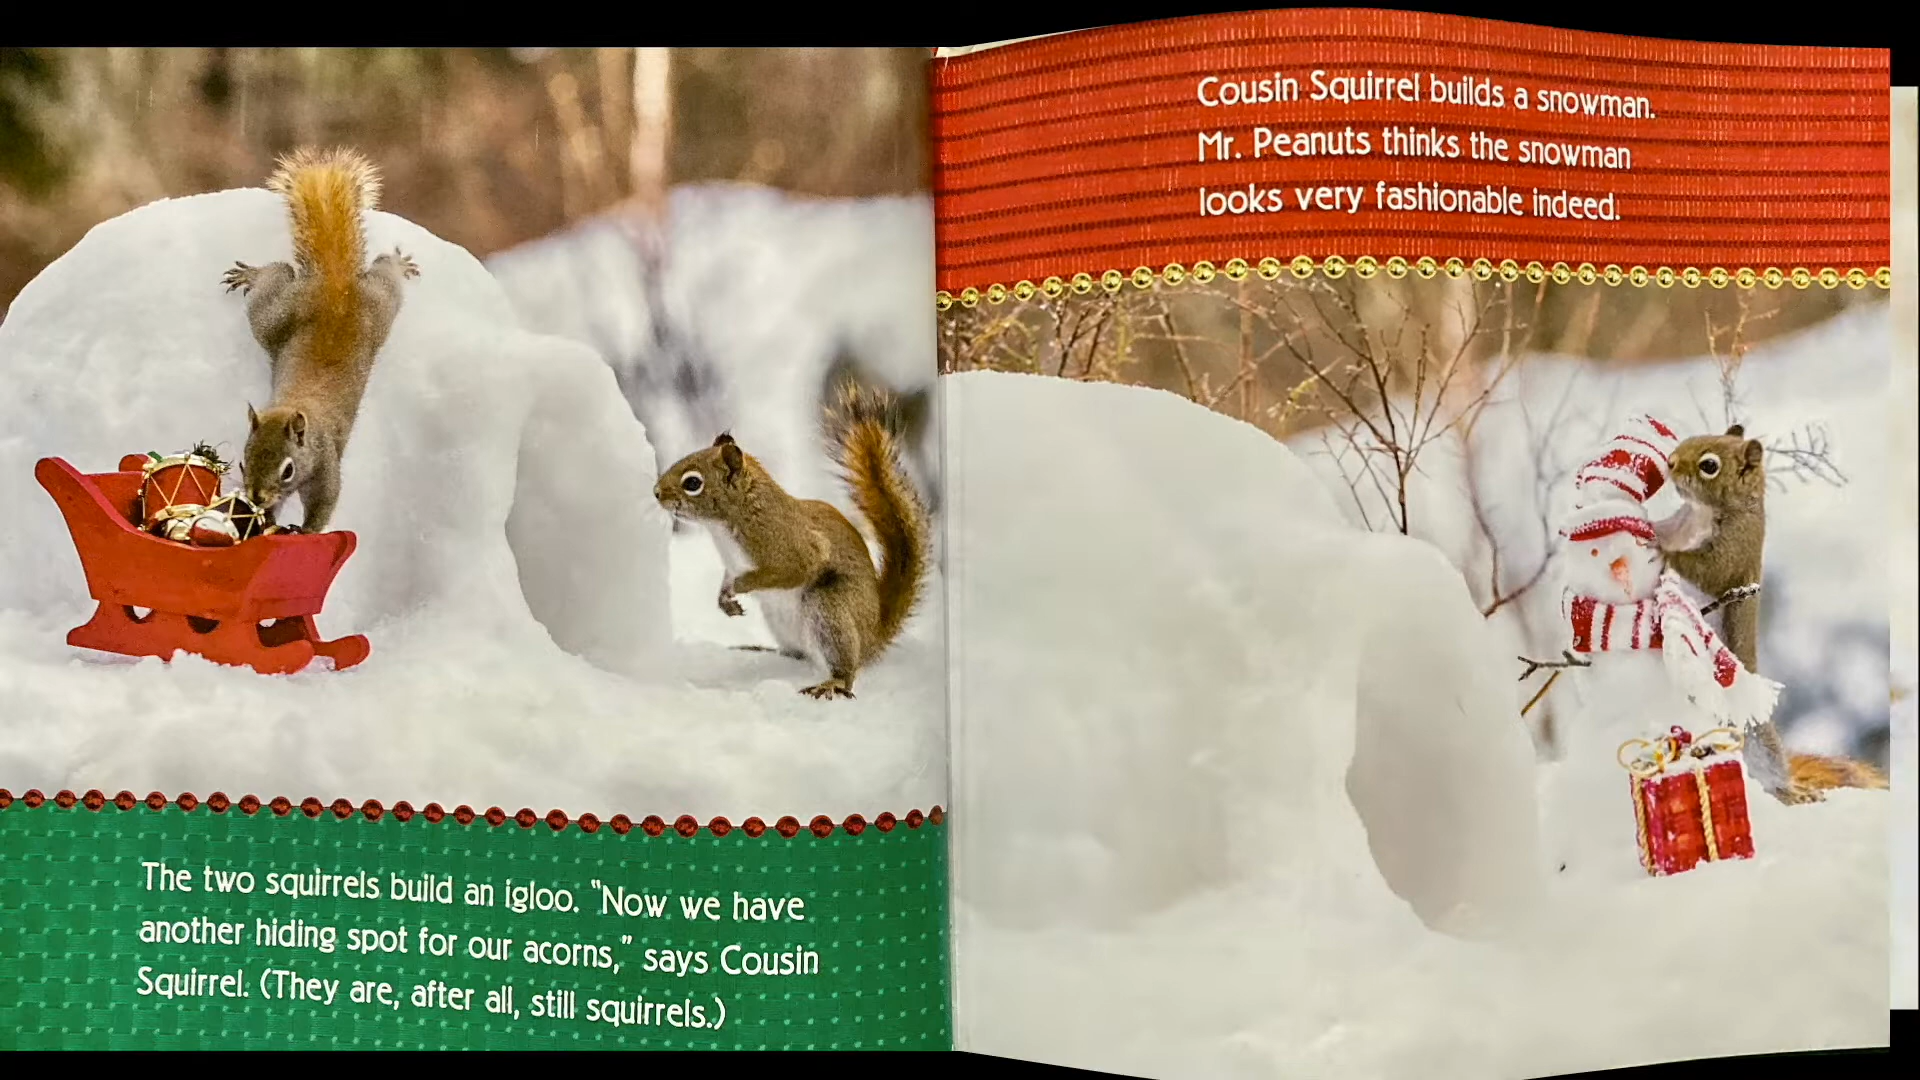 The two squirrels build an igloo. "Now we have
another hiding spot for our acorns," says Cousin
Squirrel. (They are, after all, still squirrels.)
Cousin Squirrel builds a snowman.
Mr. Peanuts thinks the snowman
looks very fashionable indeed.